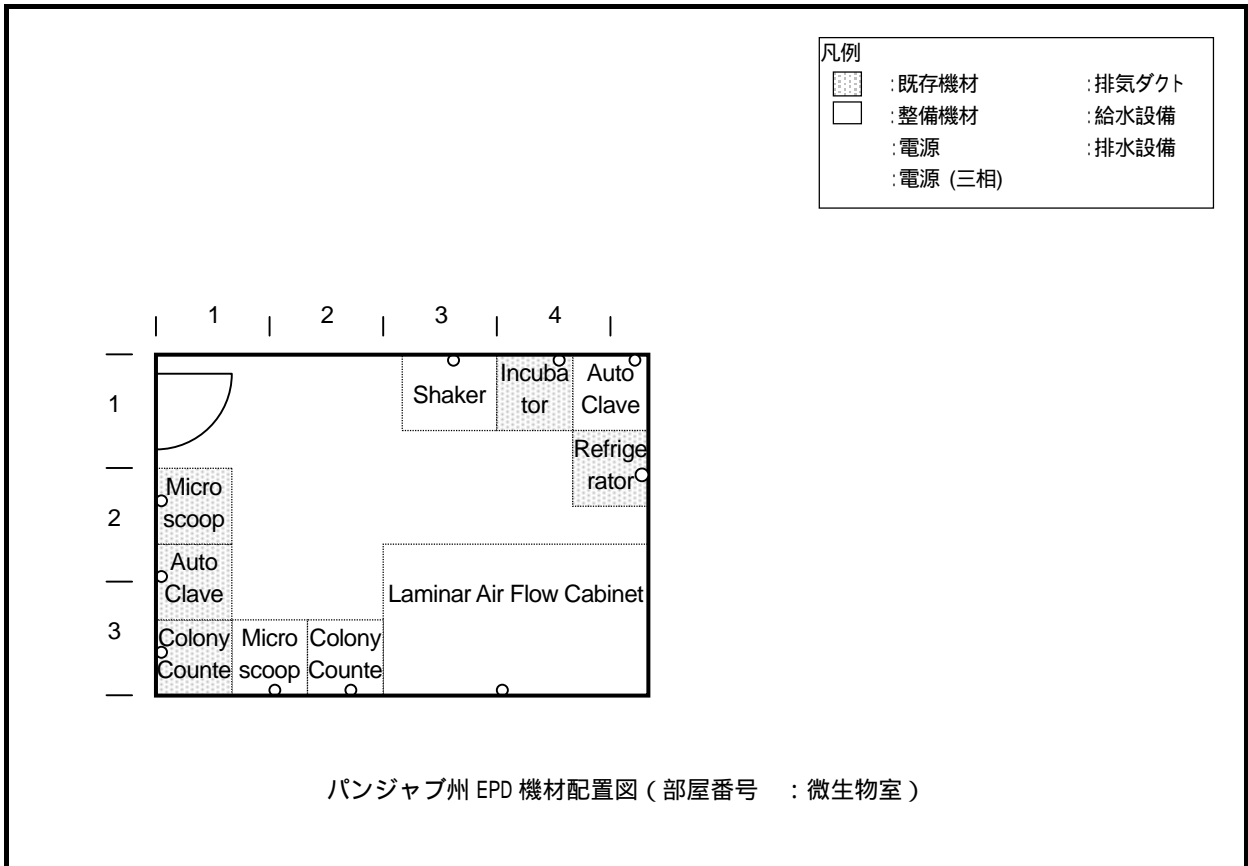 凡例
:既存機材 :排気ダクト
:整備機材 :給水設備
:電源 :排水設備
:電源 (三相)
1 2 3 4
1
2
3
Shaker
Incuba
tor
Auto
Clave
Refrige
rator
Micro
scoop
Auto
Clave
Laminar Air Flow Cabinet
Colony
Counte
Micro
scoop
Colony
Counte
パンジャブ州 EPD 機材配置図(部屋番号 :微生物室)